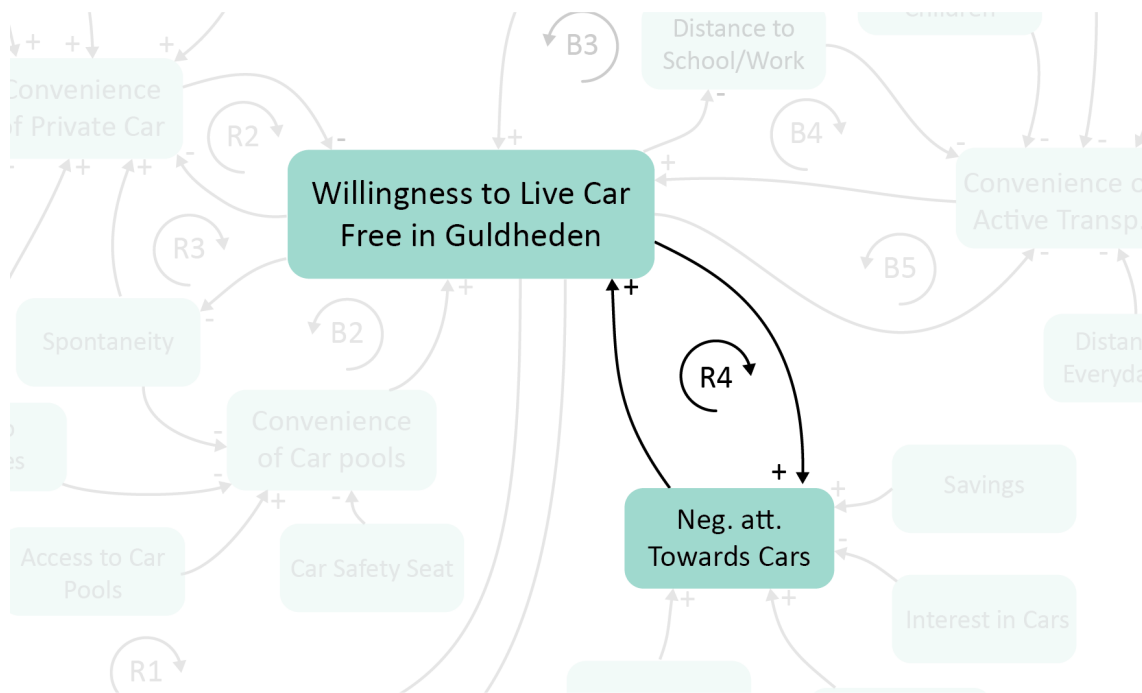 Children
B3
Distance to
School/Work
Convenience
of Private Car
R2
B4
Willingness to Live Car
Free in Guldheden
Convenience
Active
R3
B5
Spontaneity
B2
R4
Convenience
of Car pools
es
Savings
Neg. att.
Towards Cars
Access to Car
Pools
Car Safety Seat
Interest in Cars
R1